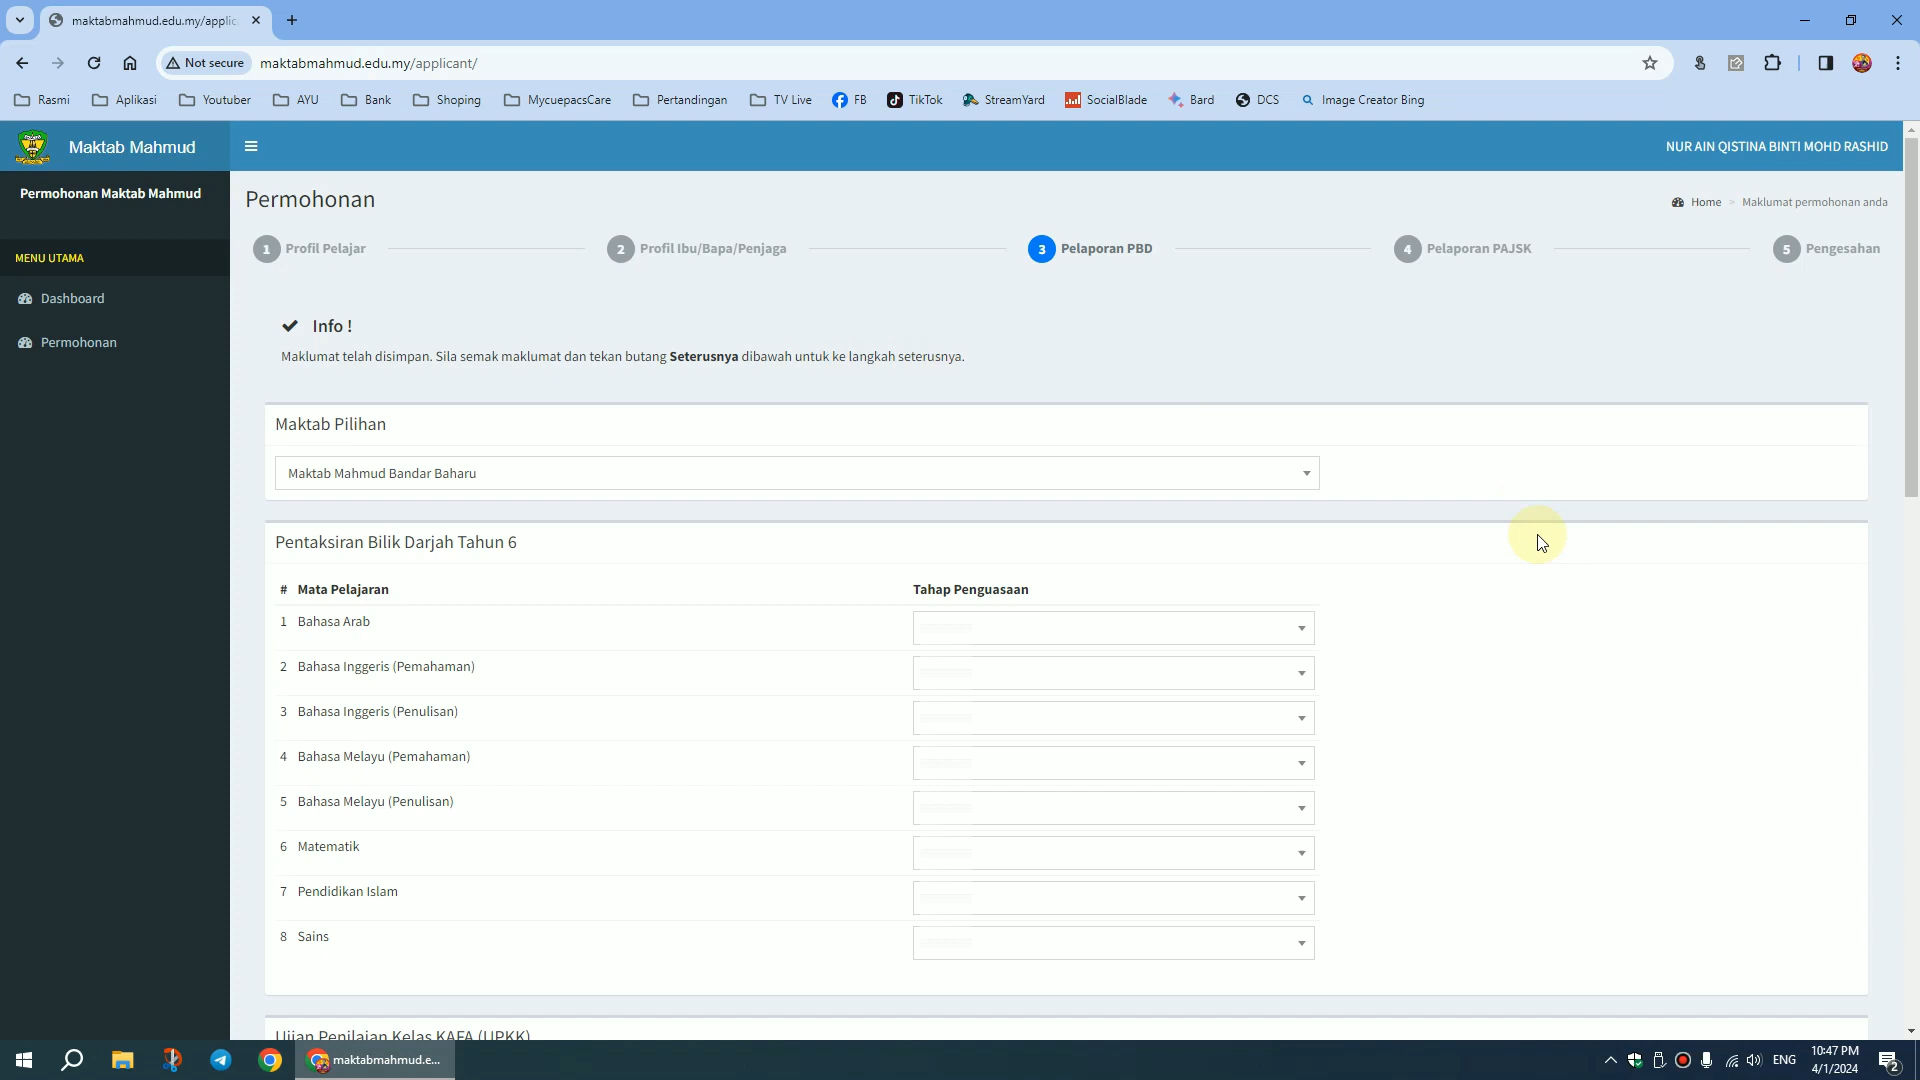 maktabmahmud.edu.my/applic
Not secure
maktabmahmud.edu.my/applicant/
Rasmi Aplikasi Youtuber AYU Bank Shoping MycuepacsCare Pertandingan TV Live FB TikTok StreamYard SocialBlade Bard DCS Image Creator Bing
Maktab Mahmud
NUR AIN QISTINA BINTI MOHD RASHID
Permohonan Maktab Mahmud
MENU UTAMA
Dashboard
Permohonan
Permohonan
Home > Maklumat permohonan anda
1 Profil Pelajar 2 Profil Ibu/Bapa/Penjaga 3 Pelaporan PBD 4 Pelaporan PAJSK 5 Pengesahan
Info !
Maklumat telah disimpan. Sila semak maklumat dan tekan butang Seterusnya dibawah untuk ke langkah seterusnya.
Maktab Pilihan
Maktab Mahmud Bandar Baharu
Pentaksiran Bilik Darjah Tahun 6
# Mata Pelajaran Tahap Penguasaan
1 Bahasa Arab
2 Bahasa Inggeris (Pemahaman)
3 Bahasa Inggeris (Penulisan)
4 Bahasa Melayu (Pemahaman)
5 Bahasa Melayu (Penulisan)
6 Matematik
7 Pendidikan Islam
8 Sains
Ujian Penilaian Kelas KAFA (UPKK)
maktabmahmud.e...
ENG
10:47 PM
4/1/2024
2